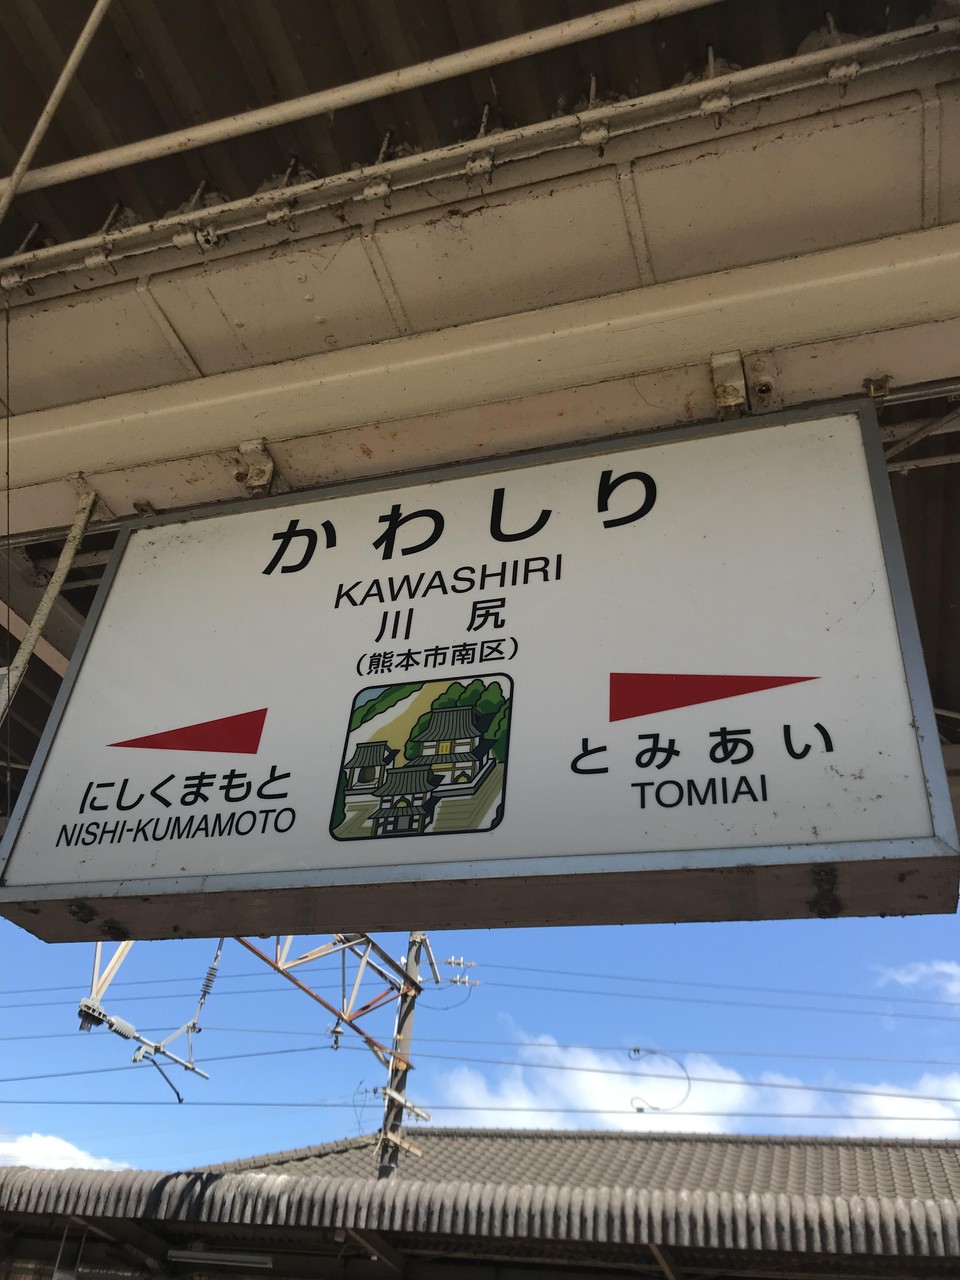 かわしり
KAWASHIRI
川 尻
(熊本市南区)
にしくまもと
NISHI-KUMAMOTO
とみあい
TOMIAI